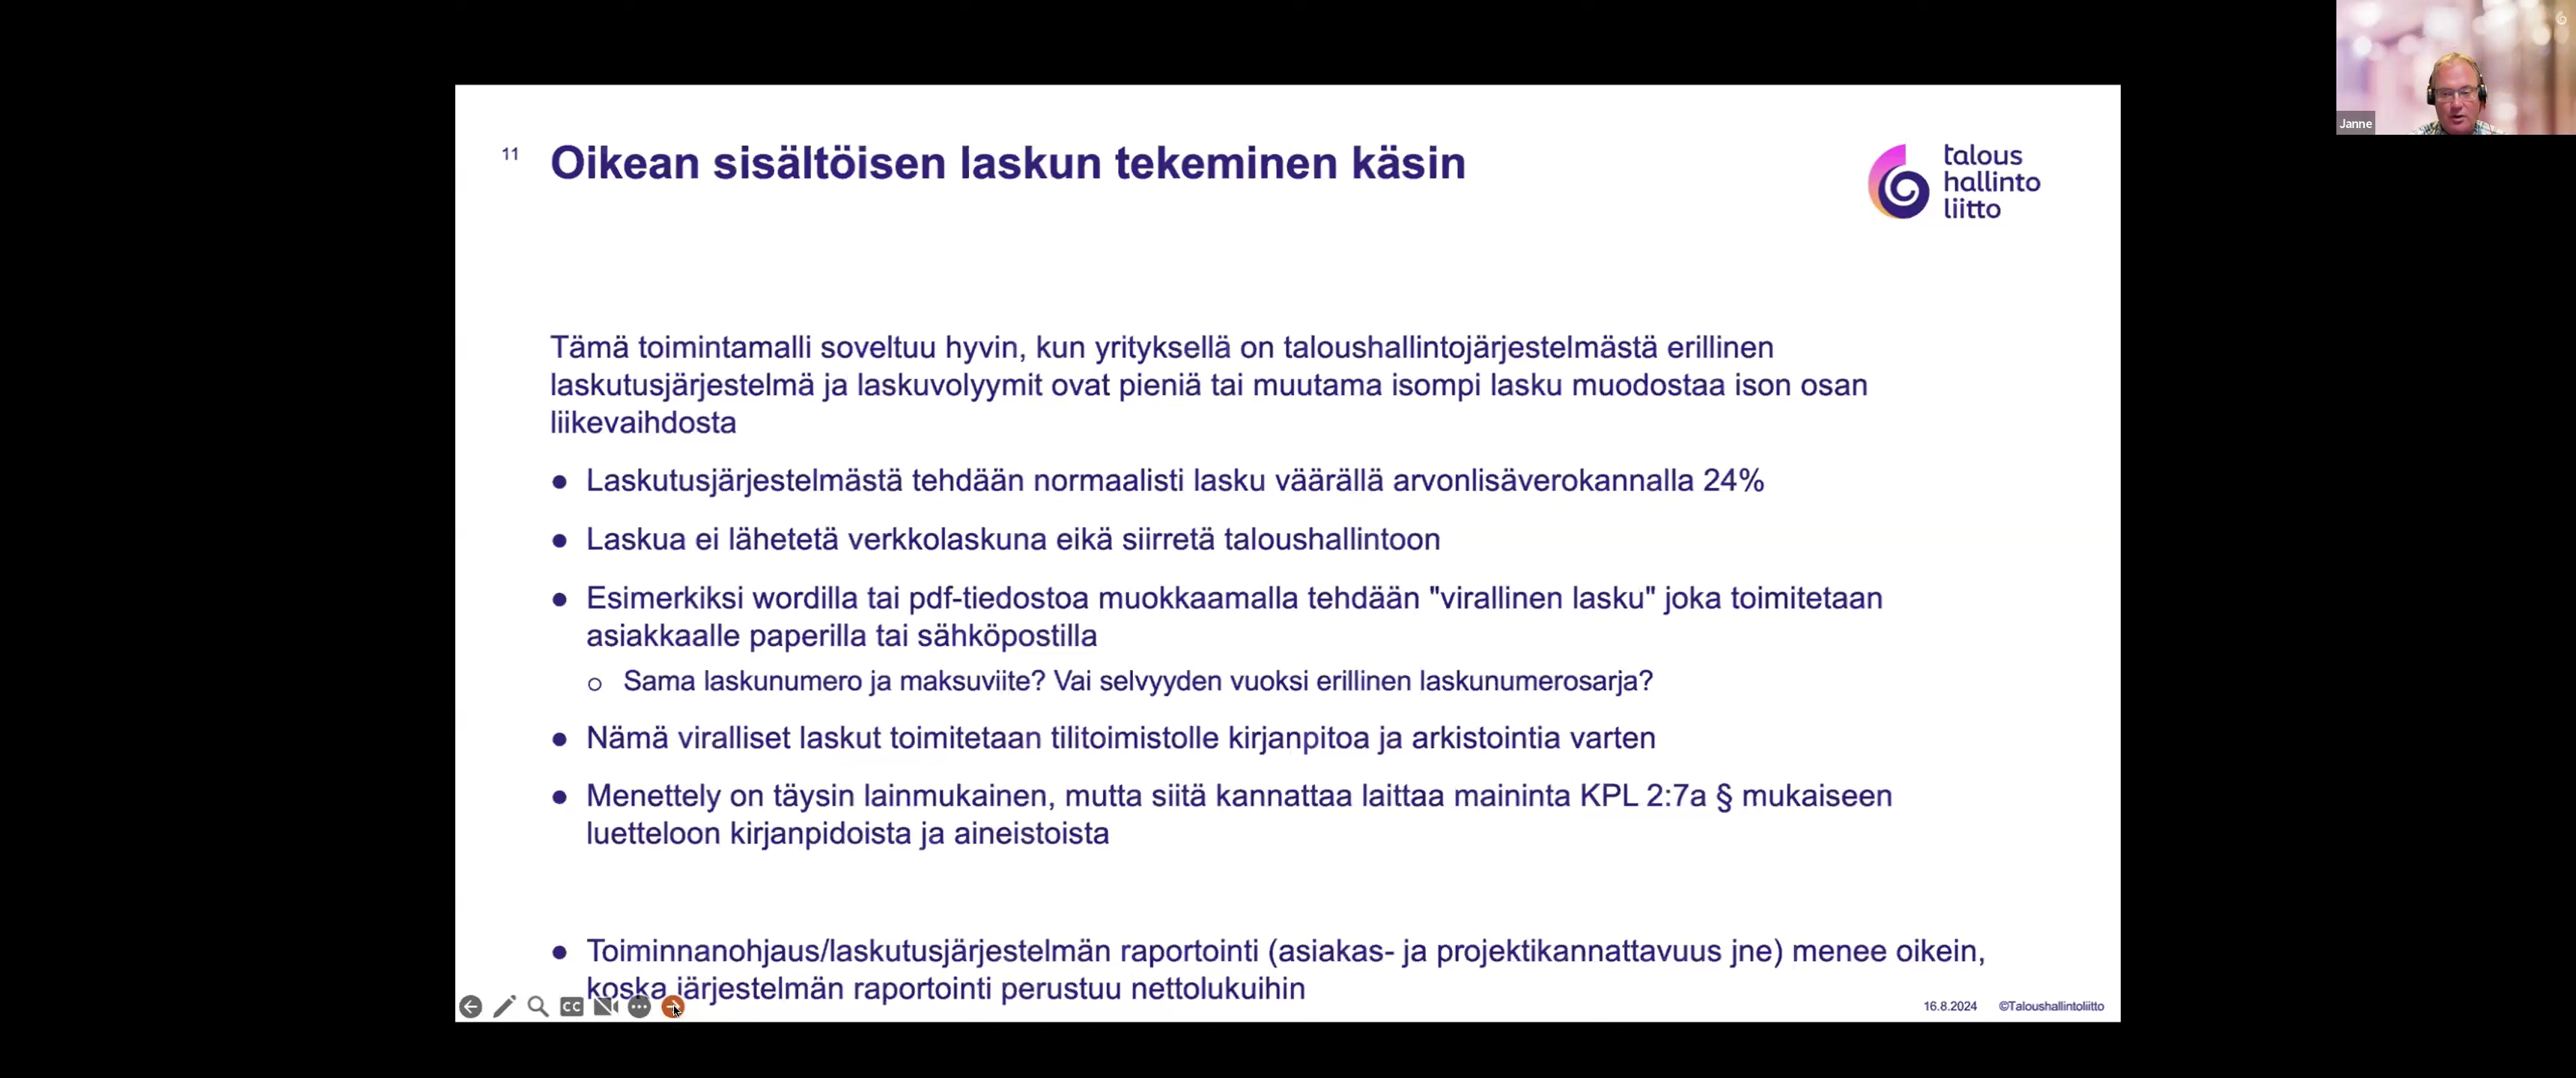 Janne
11
Oikean sisältöisen laskun tekeminen käsin
talous
hallinto
liitto
Tämä toimintamalli soveltuu hyvin, kun yrityksellä on taloushallintojärjestelmästä erillinen
laskutusjärjestelmä ja laskuvolyymit ovat pieniä tai muutama isompi lasku muodostaa ison osan
liikevaihdosta
● Laskutusjärjestelmästä tehdään normaalisti lasku väärällä arvonlisäverokannalla 24%
● Laskua ei lähetetä verkkolaskuna eikä siirretä taloushallintoon
● Esimerkiksi wordilla tai pdf-tiedostoa muokkaamalla tehdään "virallinen lasku" joka toimitetaan
asiakkaalle paperilla tai sähköpostilla
○ Sama laskunumero ja maksuviite? Vai selvyyden vuoksi erillinen laskunumerosarja?
● Nämä viralliset laskut toimitetaan tilitoimistolle kirjanpitoa ja arkistointia varten
● Menettely on täysin lainmukainen, mutta siitä kannattaa laittaa maininta KPL 2:7a § mukaiseen
luetteloon kirjanpidoista ja aineistoista
● Toiminnanohjaus/laskutusjärjestelmän raportointi (asiakas- ja projektikannattavuus jne) menee oikein,
koska järjestelmän raportointi perustuu nettolukuihin
CC
16.8.2024 ©Taloushallintoliitto